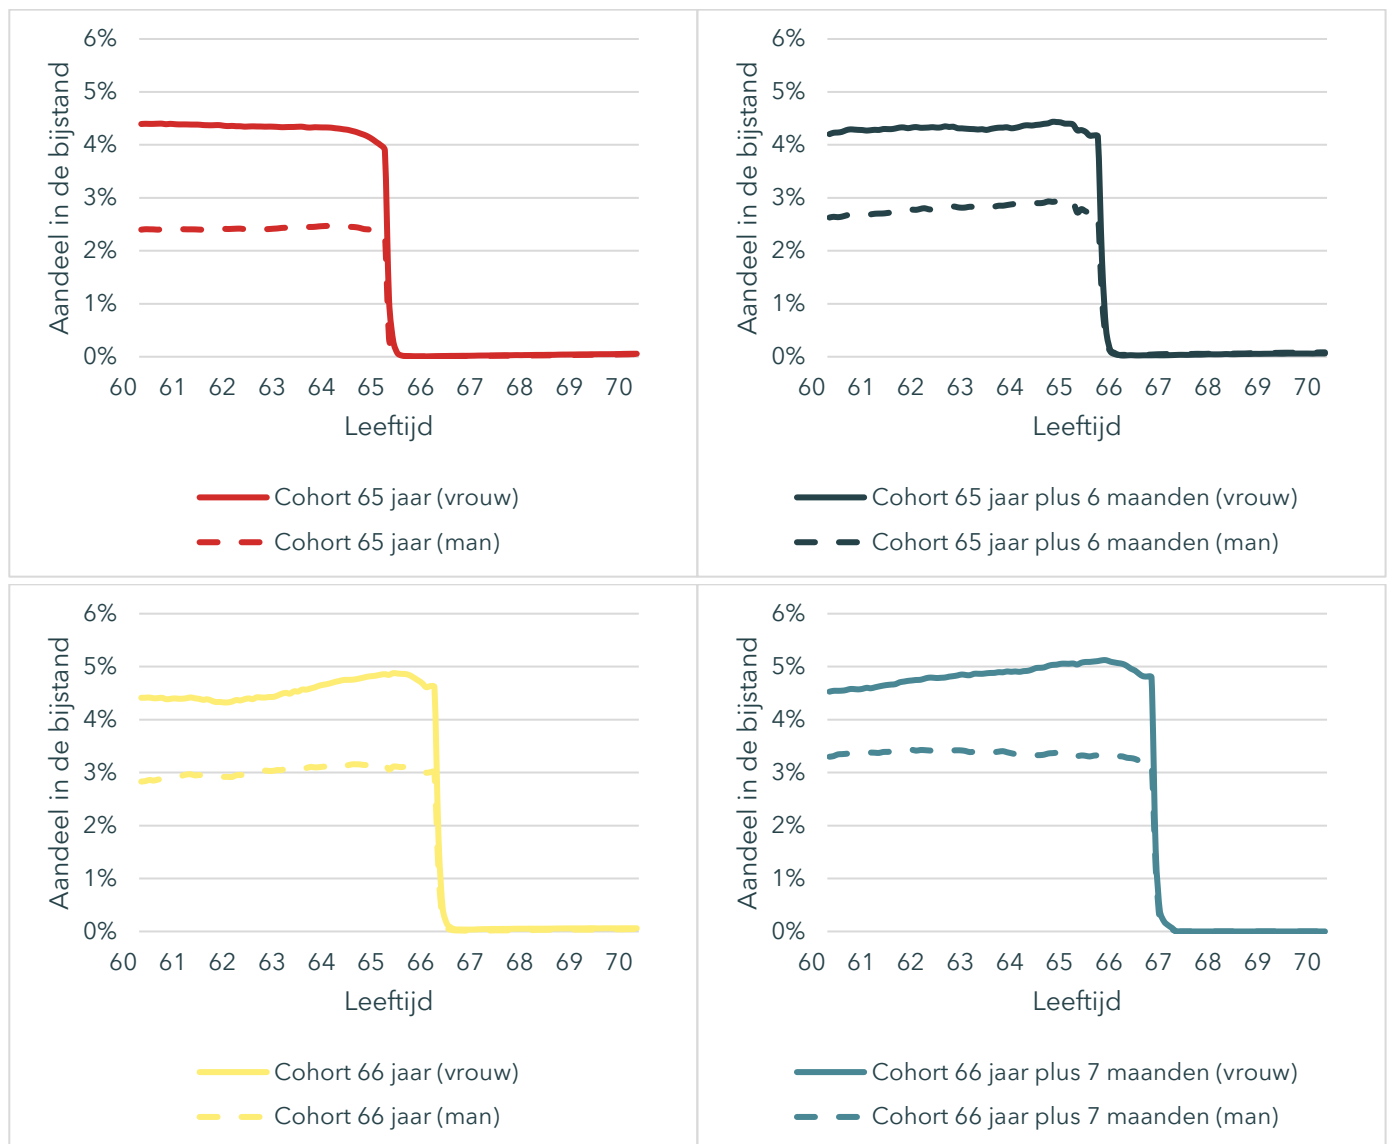 6%
5%
4%
3%
2%
1%
0%
Aandeel in de bijstand
60 61 62 63 64 65 66 67 68 69 70
Leeftijd
Cohort 65 jaar (vrouw)
Cohort 65 jaar (man)
6%
5%
4%
3%
2%
1%
0%
Aandeel in de bijstand
60 61 62 63 64 65 66 67 68 69 70
Leeftijd
Cohort 65 jaar plus 6 maanden (vrouw)
Cohort 65 jaar plus 6 maanden (man)
6%
5%
4%
3%
2%
1%
0%
Aandeel in de bijstand
60 61 62 63 64 65 66 67 68 69 70
Leeftijd
Cohort 66 jaar (vrouw)
Cohort 66 jaar (man)
6%
5%
4%
3%
2%
1%
0%
Aandeel in de bijstand
60 61 62 63 64 65 66 67 68 69 70
Leeftijd
Cohort 66 jaar plus 7 maanden (vrouw)
Cohort 66 jaar plus 7 maanden (man)